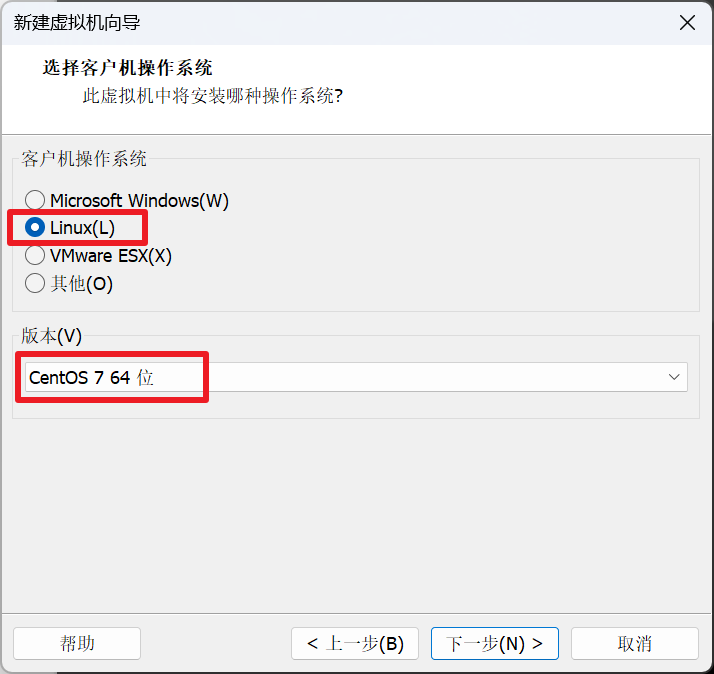 新建虚拟机向导
选择客户机操作系统
此虚拟机中将安装哪种操作系统?
客户机操作系统
Microsoft Windows(W)
Linux(L)
VMware ESX(X)
其他(O)
版本(V)
CentOS 7 64 位
帮助
< 上一步(B)
下一步(N) >
取消